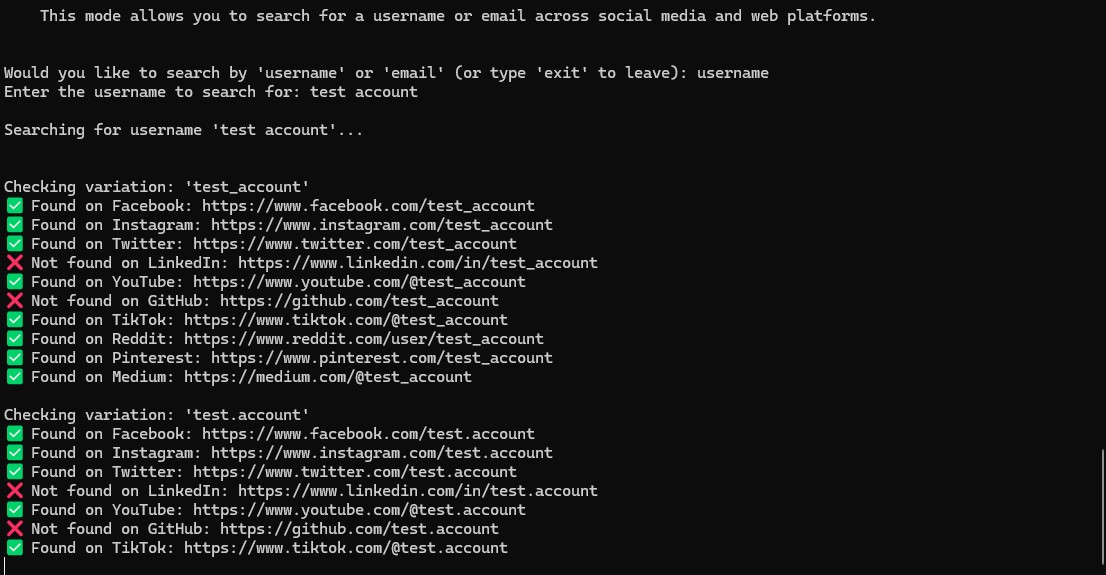 This mode allows you to search for a username or email across social media and web platforms.
Would you like to search by 'username' or 'email' (or type 'exit' to leave): username
Enter the username to search for: test account
Searching for username 'test account'...
Checking variation: 'test_account'
✅ Found on Facebook: https://www.facebook.com/test_account
✅ Found on Instagram: https://www.instagram.com/test_account
✅ Found on Twitter: https://www.twitter.com/test_account
❌ Not found on LinkedIn: https://www.linkedin.com/in/test_account
✅ Found on YouTube: https://www.youtube.com/@test_account
❌ Not found on GitHub: https://github.com/test_account
✅ Found on TikTok: https://www.tiktok.com/@test_account
✅ Found on Reddit: https://www.reddit.com/user/test_account
✅ Found on Pinterest: https://www.pinterest.com/test_account
✅ Found on Medium: https://medium.com/@test_account
Checking variation: 'test.account'
✅ Found on Facebook: https://www.facebook.com/test.account
✅ Found on Instagram: https://www.instagram.com/test.account
✅ Found on Twitter: https://www.twitter.com/test.account
❌ Not found on LinkedIn: https://www.linkedin.com/in/test.account
✅ Found on YouTube: https://www.youtube.com/@test.account
❌ Not found on GitHub: https://github.com/test.account
✅ Found on TikTok: https://www.tiktok.com/@test.account